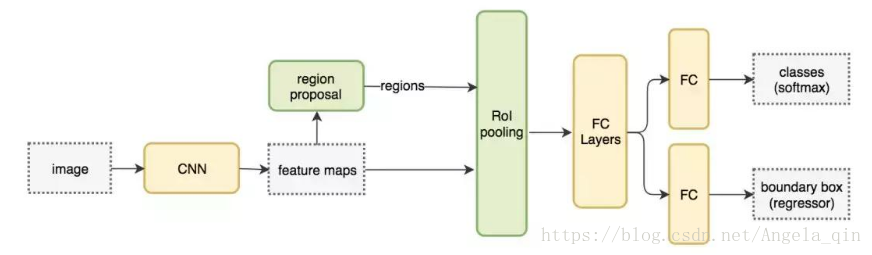 image
CNN
region
proposal
regions
feature maps
RoI
pooling
FC
Layers
FC
classes
(softmax)
FC
boundary box
(regressor)
https://blog.csdn.net/Angela_qin